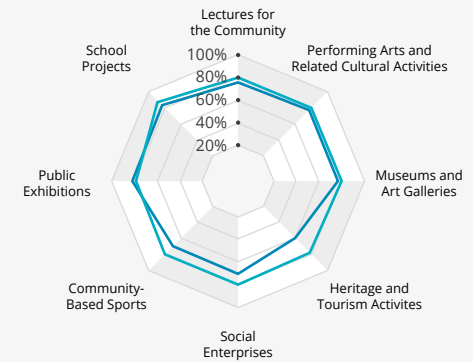 Lectures for
the Community
Performing Arts and
Related Cultural Activities
Museums and
Art Galleries
Heritage and
Tourism Activites
Social
Enterprises
Community-
Based Sports
Public
Exhibitions
School
Projects
100%
80%
60%
40%
20%